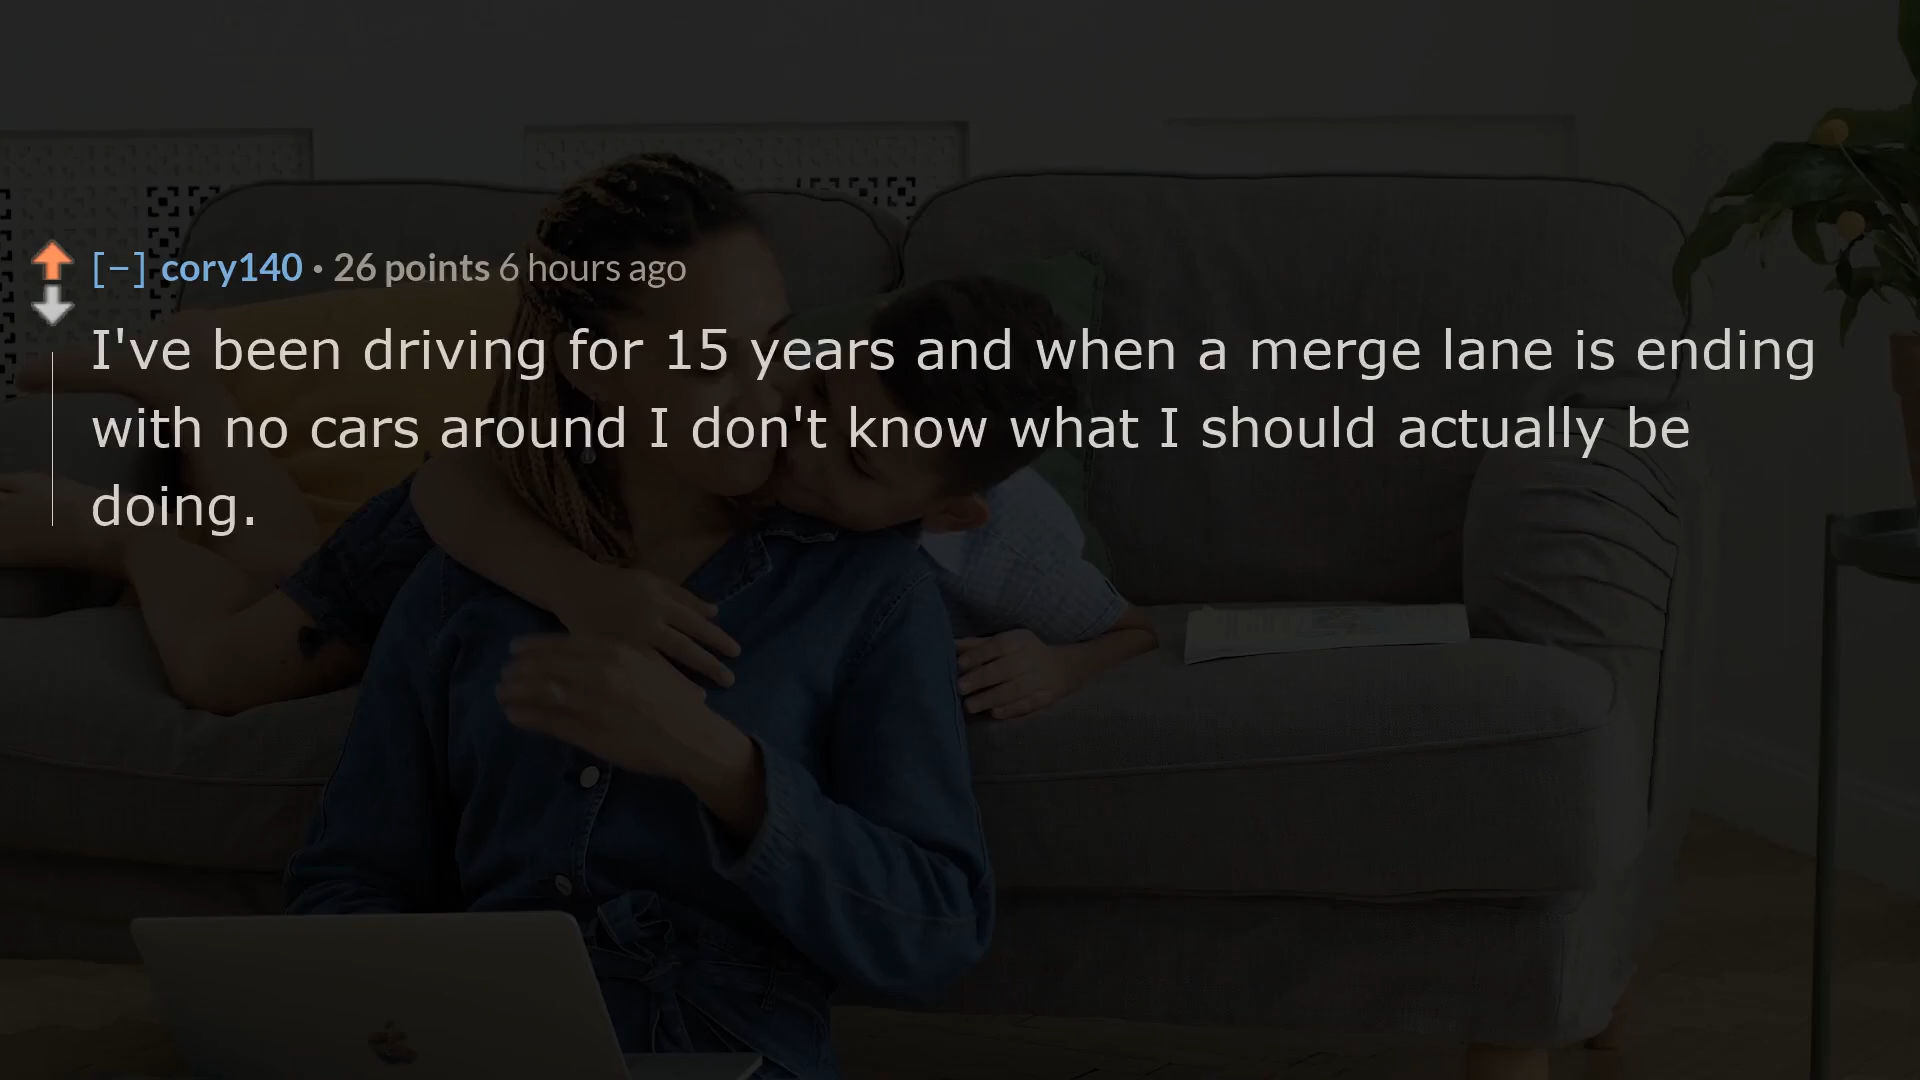 [–] cory140 • 26 points 6 hours ago
I've been driving for 15 years and when a merge lane is ending
with no cars around I don't know what I should actually be
doing.